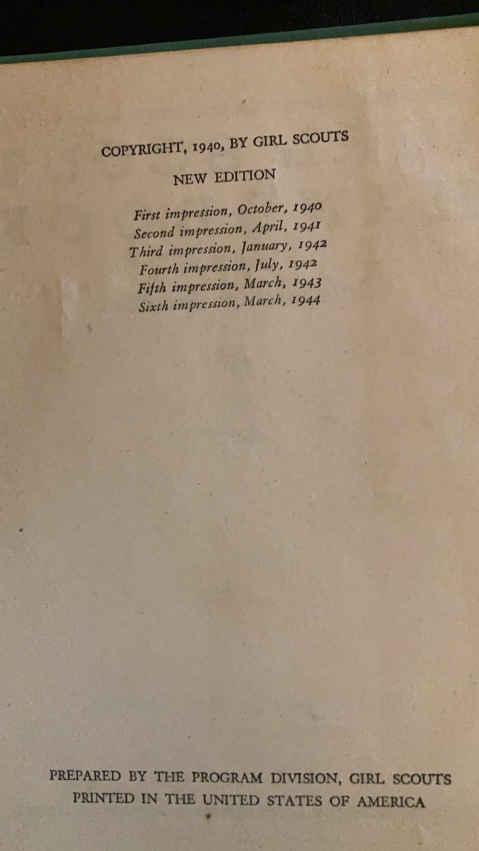 COPYRIGHT, 1940, BY GIRL SCOUTS
NEW EDITION
First impression, October, 1940
Second impression, April, 1941
Third impression, January, 1942
Fourth impression, July, 1942
Fifth impression, March, 1943
Sixth impression, March, 1944
PREPARED BY THE PROGRAM DIVISION, GIRL SCOUTS
PRINTED IN THE UNITED STATES OF AMERICA